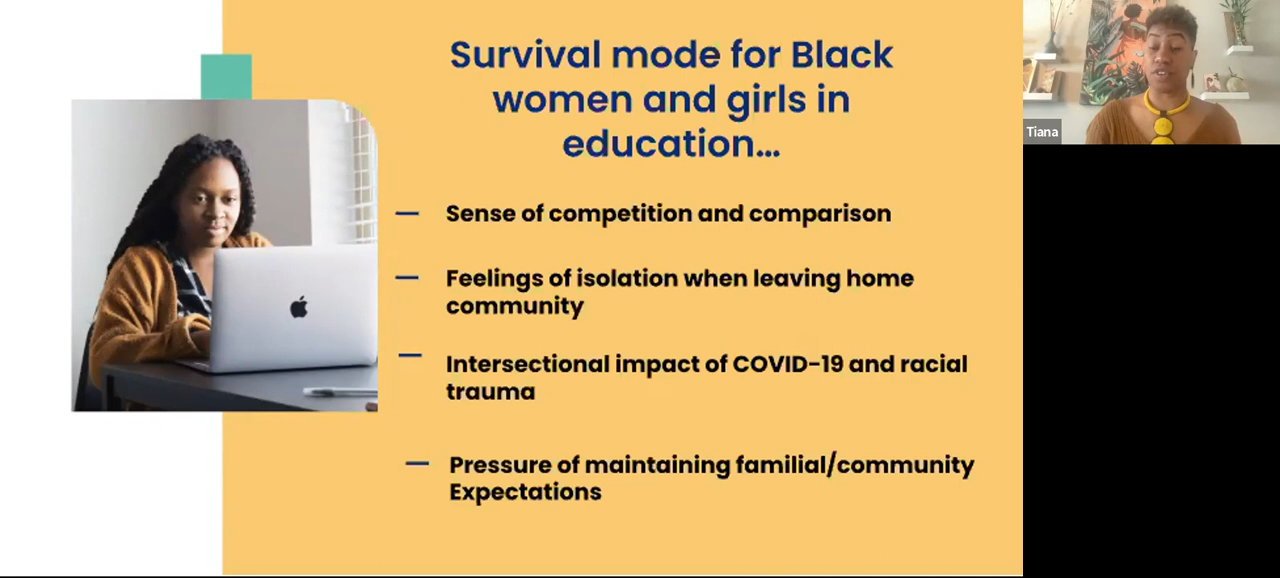 Survival mode for Black
women and girls in
education...
— Sense of competition and comparison
— Feelings of isolation when leaving home
community
— Intersectional impact of COVID-19 and racial
trauma
— Pressure of maintaining familial/community
Expectations
Tiana